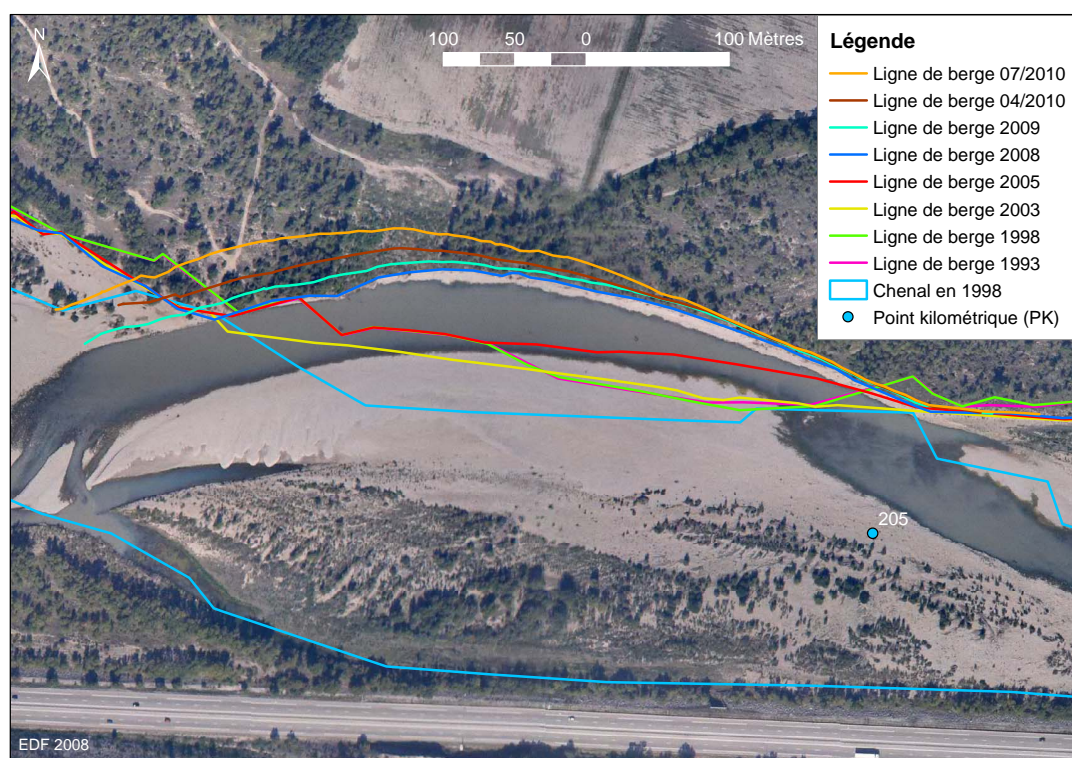 N
100 50 0 100 Mètres
Légende
Ligne de berge 07/2010
Ligne de berge 04/2010
Ligne de berge 2009
Ligne de berge 2008
Ligne de berge 2005
Ligne de berge 2003
Ligne de berge 1998
Ligne de berge 1993
Chenal en 1998
Point kilométrique (PK)
205
EDF 2008